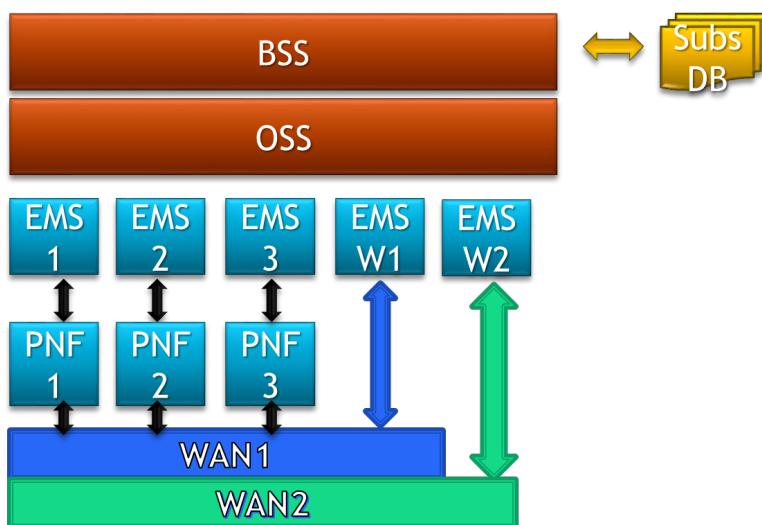 BSS
Subs
DB
OSS
EMS
1
EMS
2
EMS
3
EMS
W1
EMS
W2
PNF
1
PNF
2
PNF
3
WAN1
WAN2